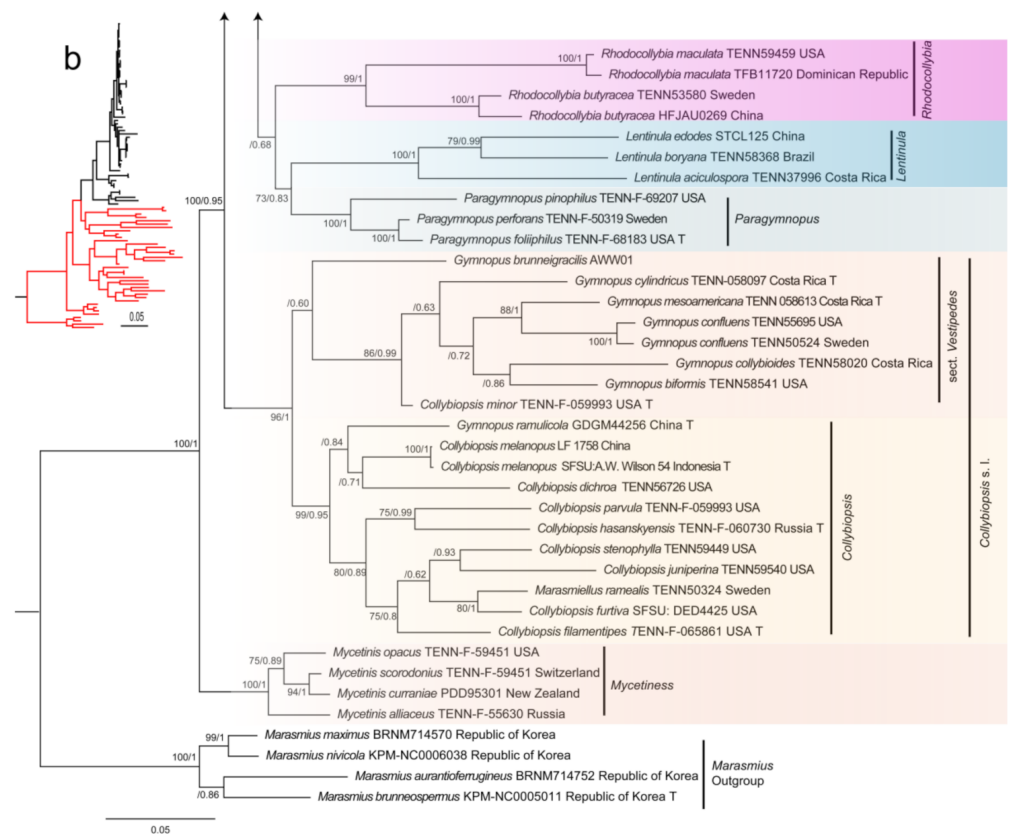 b
0.05
Rhodocollybia maculata TENN59459 USA
100/1
Rhodocollybia maculata TFB11720 Dominican Republic
99/1
Rhodocollybia butyracea TENN53580 Sweden
100/1
Rhodocollybia butyracea HFJAU0269 China
Rhodocollybia
/0.68
Lentinula edodes STCL125 China
79/0.99
Lentinula boryana TENN58368 Brazil
100/1
Lentinula aciculospora TENN37996 Costa Rica
Lentinula
73/0.83
Paragymnopus pinophilus TENN-F-69207 USA
100/1
Paragymnopus perforans TENN-F-50319 Sweden
100/1
Paragymnopus foliiphilus TENN-F-68183 USA T
Paragymnopus
100/0.95
Gymnopus brunneigracilis AWW01
/0.60
Gymnopus cylindricus TENN-058097 Costa Rica T
/0.63
Gymnopus mesoamericana TENN 058613 Costa Rica T
88/1
Gymnopus confluens TENN55695 USA
100/1
Gymnopus confluens TENN50524 Sweden
86/0.99
/0.72
Gymnopus collybioides TENN58020 Costa Rica
/0.86
Gymnopus biformis TENN58541 USA
Collybiopsis minor TENN-F-059993 USA T
sect. Vestipedes
96/1
Gymnopus ramulicola GDGM44256 China T
/0.84
Collybiopsis melanopus LF 1758 China
100/1
Collybiopsis melanopus SFSU:A.W. Wilson 54 Indonesia T
/0.71
Collybiopsis dichroa TENN56726 USA
99/0.95
Collybiopsis parvula TENN-F-059993 USA
75/0.99
Collybiopsis hasanskyensis TENN-F-060730 Russia T
80/0.89
Collybiopsis stenophylla TENN59449 USA
/0.93
Collybiopsis juniperina TENN59540 USA
/0.62
Marasmiellus ramealis TENN50324 Sweden
80/1
Collybiopsis furtiva SFSU: DED4425 USA
75/0.8
Collybiopsis filamentipes TENN-F-065861 USA T
Collybiopsis
Collybiopsis s. l.
100/1
Mycetinis opacus TENN-F-59451 USA
75/0.89
Mycetinis scorodonius TENN-F-59451 Switzerland
94/1
100/1
Mycetinis curraniae PDD95301 New Zealand
Mycetinis alliaceus TENN-F-55630 Russia
Mycetiness
Marasmius maximus BRNM714570 Republic of Korea
99/1
Marasmius nivicola KPM-NC0006038 Republic of Korea
100/1
Marasmius aurantioferrugineus BRNM714752 Republic of Korea
/0.86
Marasmius brunneospermus KPM-NC0005011 Republic of Korea T
Marasmius
Outgroup
0.05